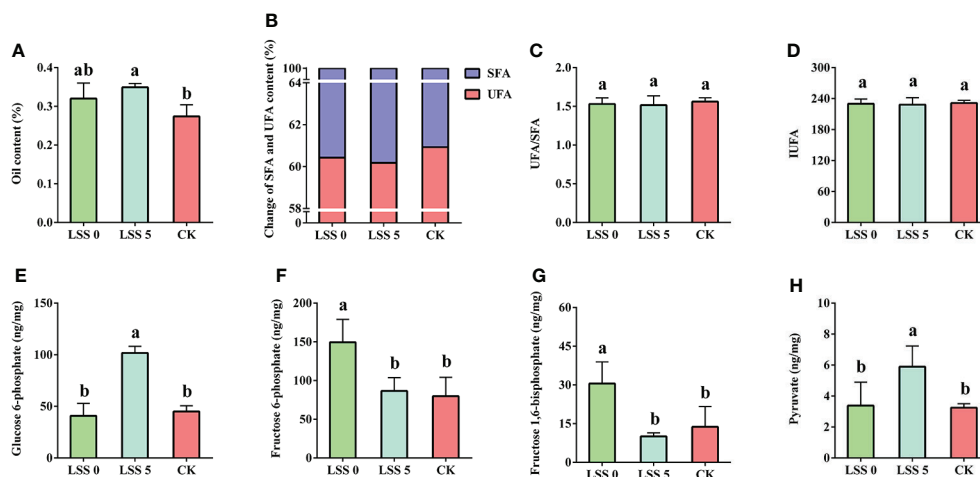 A
Oil content (%)
0.4
0.3
0.2
0.1
0.0
ab
a
b
LSS 0
LSS 5
CK
B
Change of SFA and UFA content (%)
100
64
62
60
58
0
LSS 0
LSS 5
CK
SFA
UFA
C
UFA/SFA
2.0
1.5
1.0
0.5
0.0
a
a
a
LSS 0
LSS 5
CK
D
IUFA
300
240
180
120
60
0
a
a
a
LSS 0
LSS 5
CK
E
Glucose 6-phosphate (ng/mg)
150
100
50
0
b
a
b
LSS 0
LSS 5
CK
F
Fructose 6-phosphate (ng/mg)
200
150
100
50
0
a
b
b
LSS 0
LSS 5
CK
G
Fructose 1,6-bisphosphate (ng/mg)
60
45
30
15
0
a
b
b
LSS 0
LSS 5
CK
H
Pyruvate (ng/mg)
8
6
4
2
0
b
a
b
LSS 0
LSS 5
CK